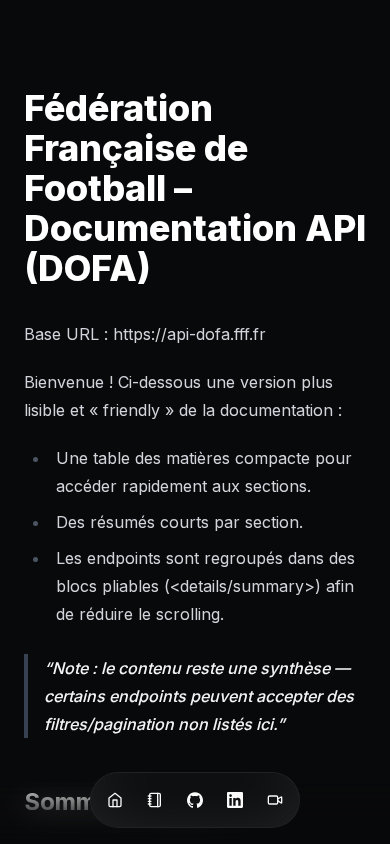 Fédération
Française de
Football –
Documentation API
(DOFA)
Base URL : https://api-dofa.fff.fr
Bienvenue ! Ci-dessous une version plus
lisible et « friendly » de la documentation :
• Une table des matières compacte pour
accéder rapidement aux sections.
• Des résumés courts par section.
• Les endpoints sont regroupés dans des
blocs pliables (<details/summary>) afin
de réduire le scrolling.
“Note : le contenu reste une synthèse —
certains endpoints peuvent accepter des
filtres/pagination non listés ici.”